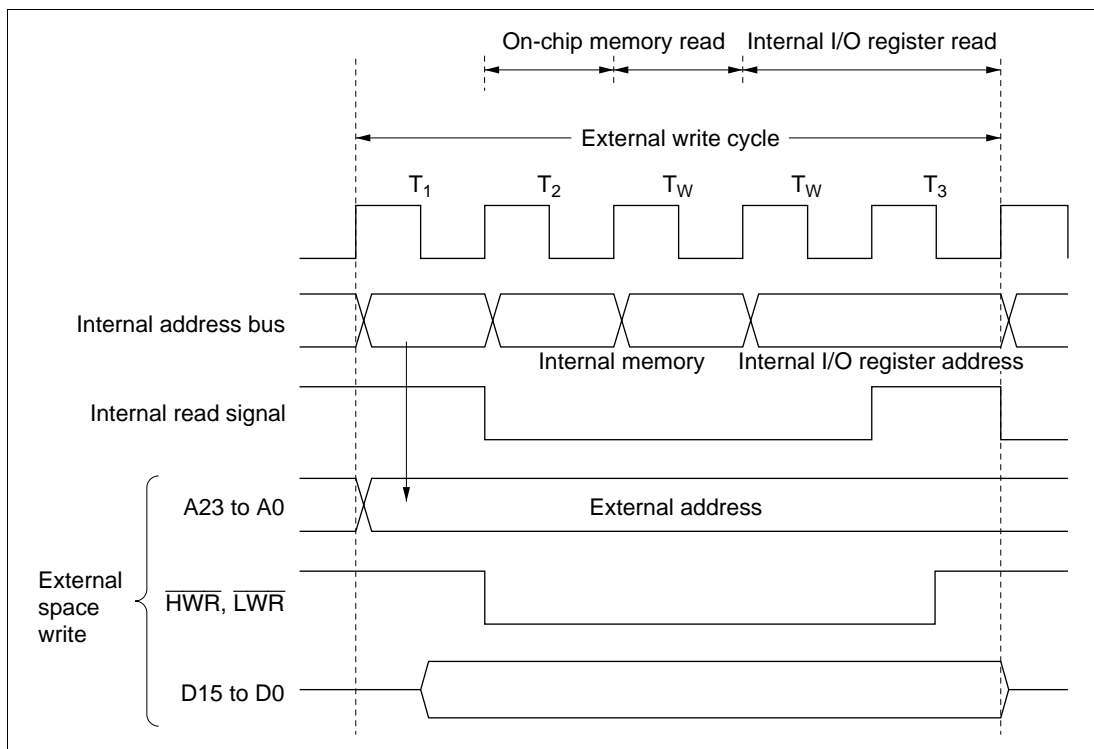 On-chip memory read Internal I/O register read
External write cycle
T1 T2 TW TW T3
Internal address bus
Internal memory Internal I/O register address
Internal read signal
A23 to A0 External address
External
space
write
HWR, LWR
D15 to D0